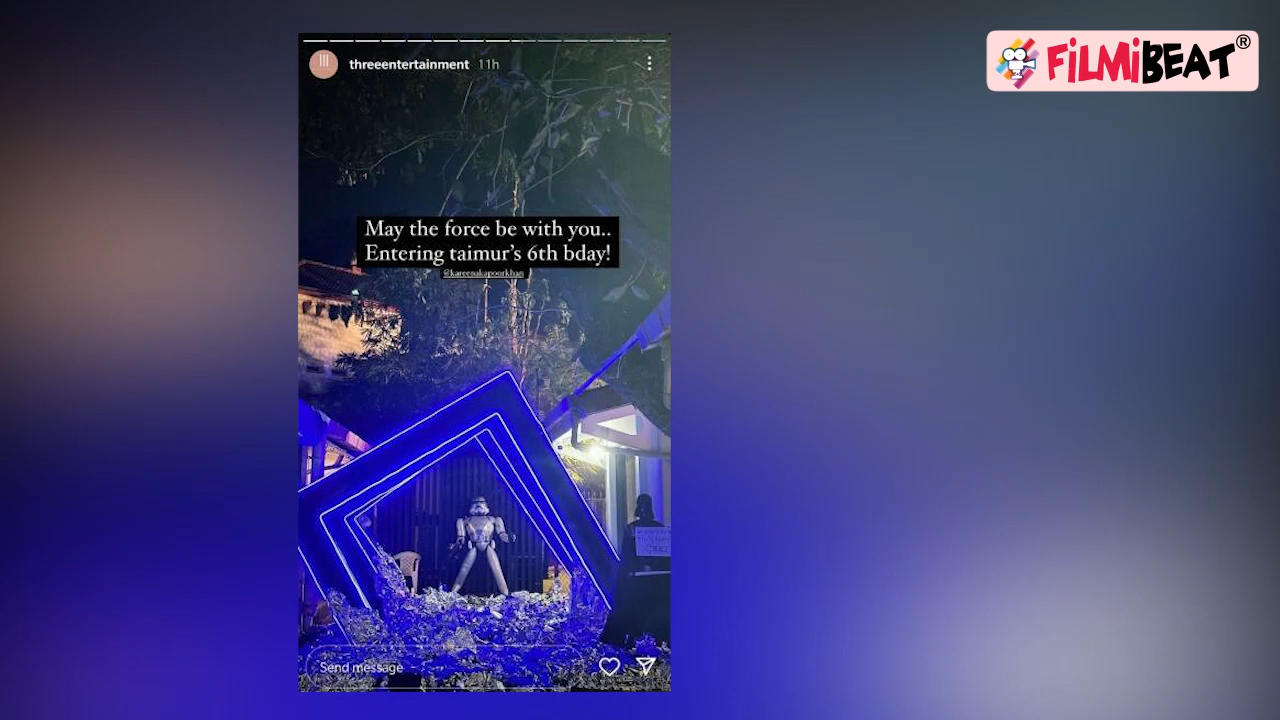 FiLMiBEAT®
threeentertainment 11h
May the force be with you..
Entering taimur's 6th bday!
@kareenakapoorkhan
Send message